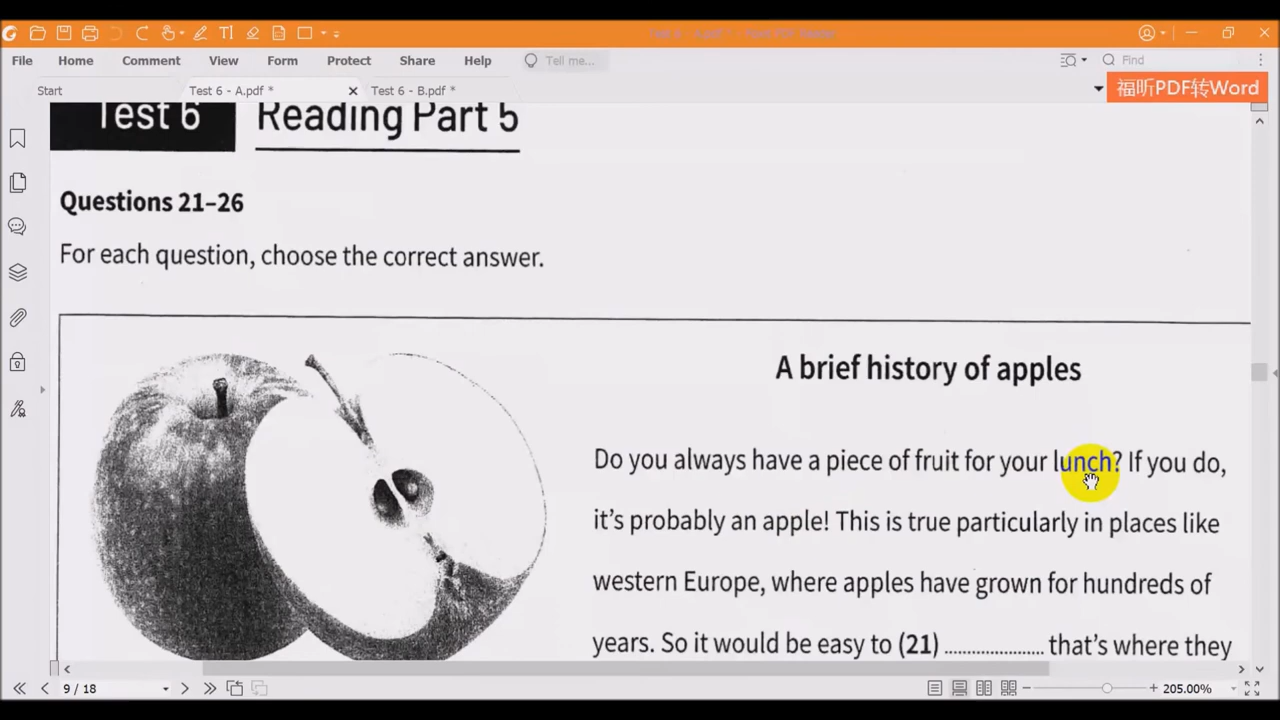 File Home Comment View Form Protect Share Help Tell me... Find
Start Test 6 - A.pdf * Test 6 - B.pdf * 福昕PDF转Word
Test 6 Reading Part 5
Questions 21–26
For each question, choose the correct answer.
A brief history of apples
Do you always have a piece of fruit for your lunch? If you do,
it's probably an apple! This is true particularly in places like
western Europe, where apples have grown for hundreds of
years. So it would be easy to (21) ...................... that's where they
9 / 18 205.00%